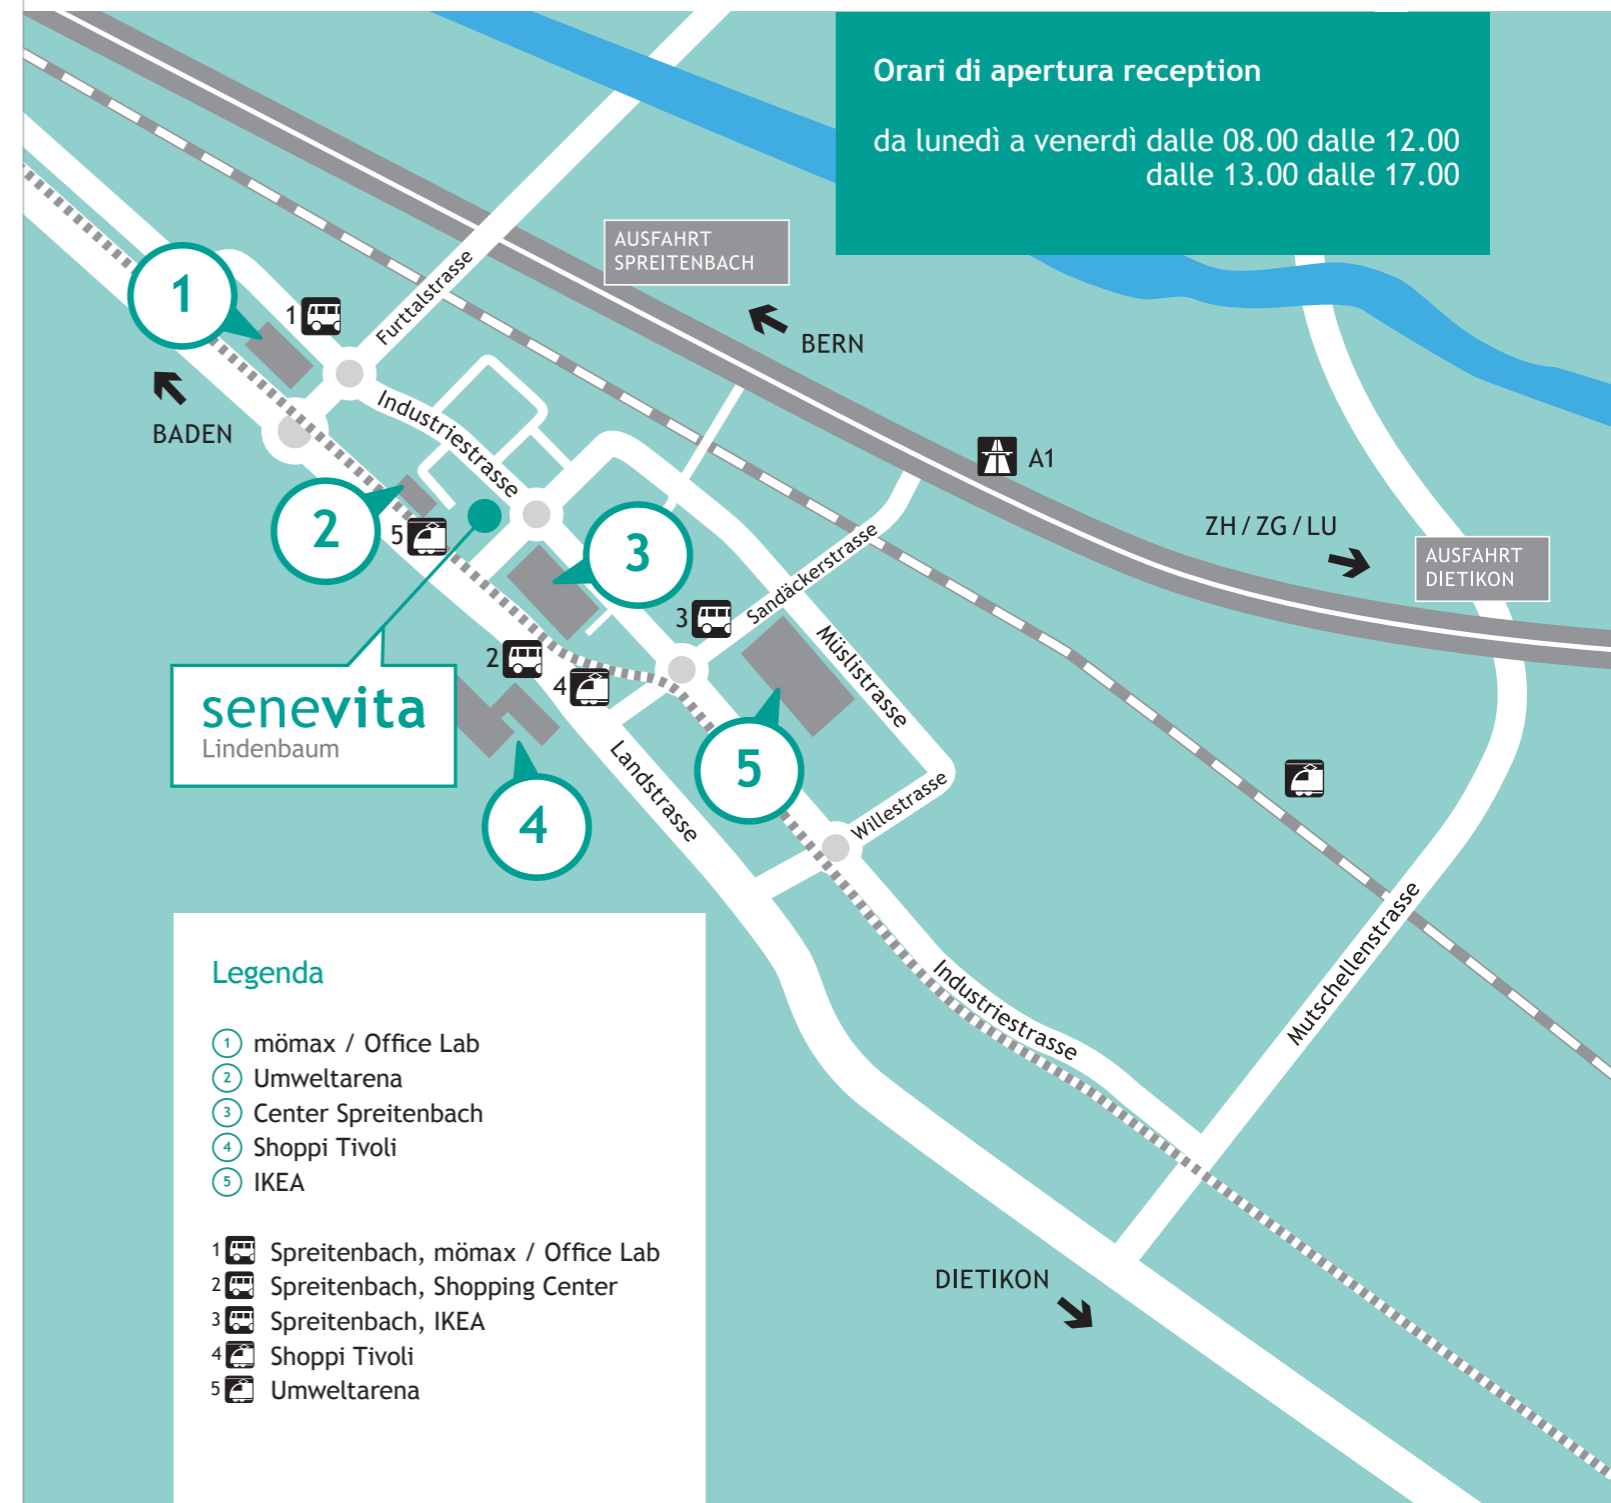 Orari di apertura reception
da lunedì a venerdì dalle 08.00 dalle 12.00
dalle 13.00 dalle 17.00
AUSFAHRT
SPREITENBACH
BERN
Furttalstrasse
1
1
BADEN
Industriestrasse
A1
ZH / ZG / LU
AUSFAHRT
DIETIKON
2
5
3
Sandäckerstrasse
3
Müslistrasse
2
4
senevita
Lindenbaum
5
Landstrasse
4
Willestrasse
Mutschellenstrasse
Industriestrasse
DIETIKON
Legenda
1 mömax / Office Lab
2 Umweltarena
3 Center Spreitenbach
4 Shoppi Tivoli
5 IKEA
1 Spreitenbach, mömax / Office Lab
2 Spreitenbach, Shopping Center
3 Spreitenbach, IKEA
4 Shoppi Tivoli
5 Umweltarena